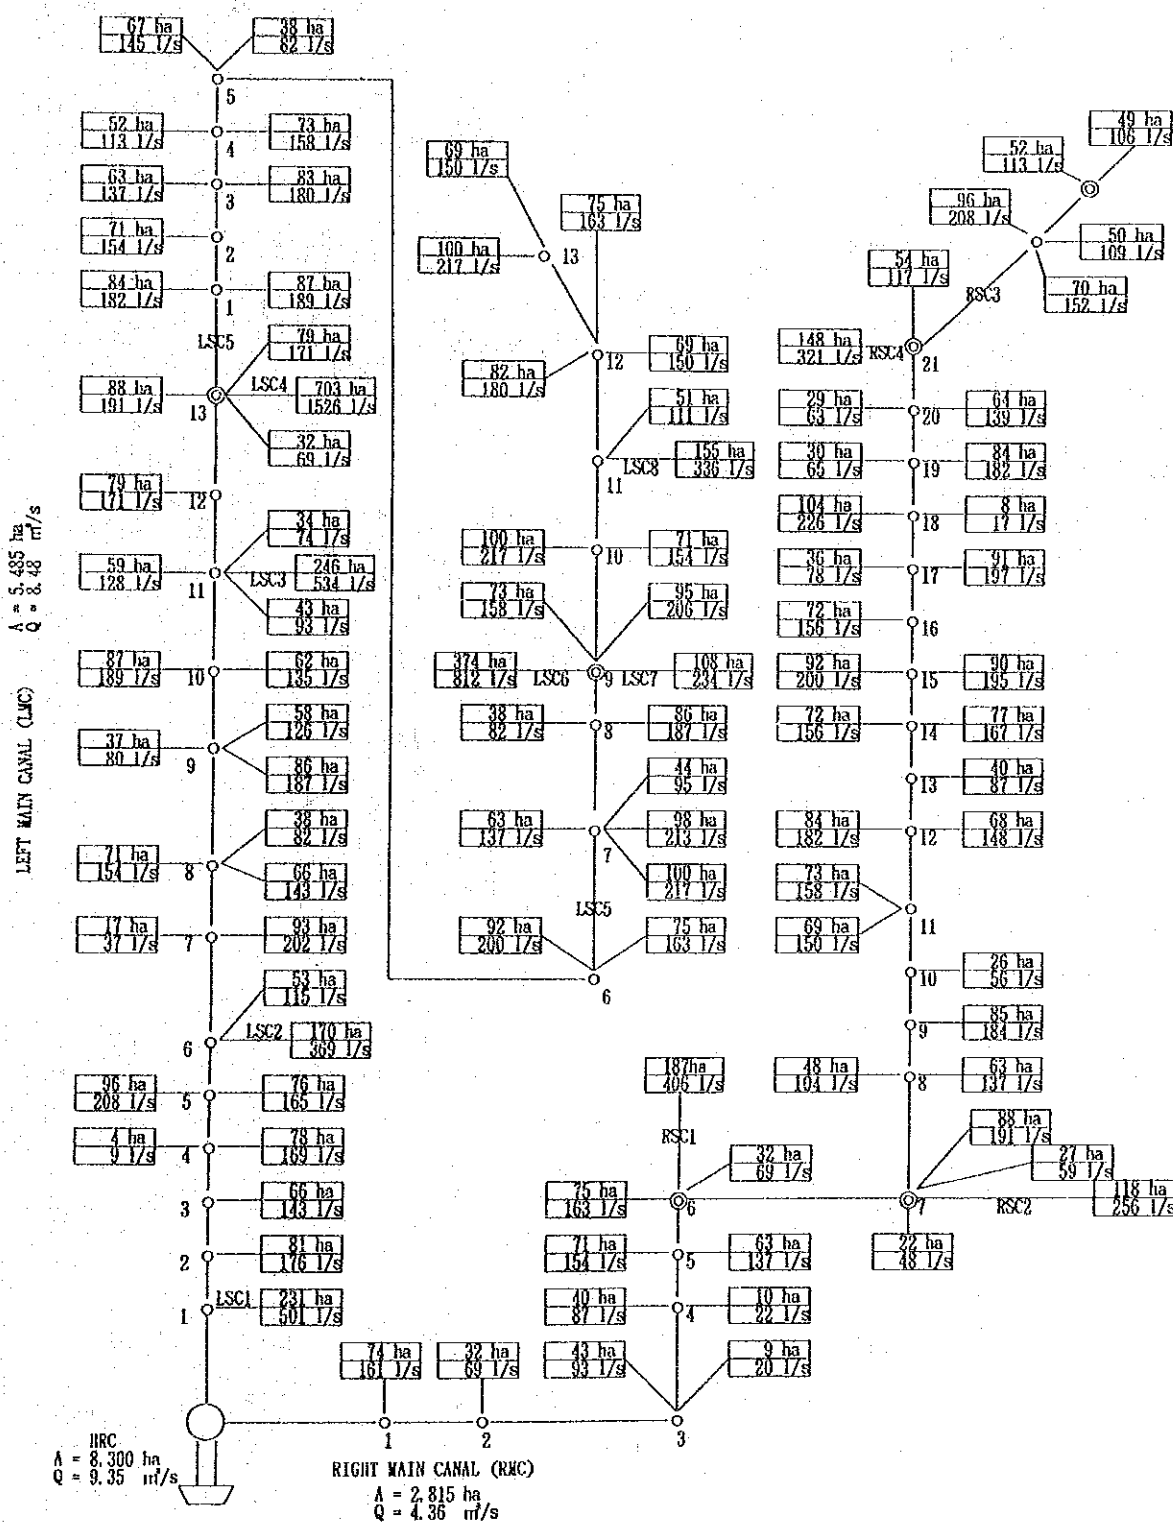 67 ha
145 l/s
38 ha
82 l/s
5
52 ha
113 l/s
4
73 ha
158 l/s
63 ha
137 l/s
3
83 ha
180 l/s
71 ha
154 l/s
2
84 ha
182 l/s
1
87 ha
189 l/s
LSC5
79 ha
171 l/s
88 ha
191 l/s
13
LSC4
703 ha
1526 l/s
32 ha
69 l/s
79 ha
171 l/s
12
34 ha
74 l/s
59 ha
128 l/s
11
LSC3
246 ha
534 l/s
43 ha
93 l/s
87 ha
189 l/s
10
62 ha
135 l/s
58 ha
126 l/s
37 ha
80 l/s
9
86 ha
187 l/s
38 ha
82 l/s
71 ha
154 l/s
8
66 ha
143 l/s
17 ha
37 l/s
7
93 ha
202 l/s
53 ha
115 l/s
6
LSC2
170 ha
369 l/s
96 ha
208 l/s
5
76 ha
165 l/s
4 ha
9 l/s
4
78 ha
169 l/s
3
66 ha
143 l/s
2
81 ha
176 l/s
1
LSC1
231 ha
501 l/s
LEFT MAIN CANAL (LMC)
A = 5.485 ha
Q = 8.48 m³/s
HRC
A = 8.300 ha
Q = 9.35 m³/s
69 ha
150 l/s
75 ha
163 l/s
100 ha
217 l/s
13
82 ha
180 l/s
12
69 ha
150 l/s
51 ha
111 l/s
11
LSC8
155 ha
336 l/s
100 ha
217 l/s
10
71 ha
154 l/s
73 ha
158 l/s
95 ha
206 l/s
374 ha
812 l/s
LSC6
9
LSC7
108 ha
234 l/s
38 ha
82 l/s
8
86 ha
187 l/s
44 ha
95 l/s
63 ha
137 l/s
7
98 ha
213 l/s
100 ha
217 l/s
LSC5
92 ha
200 l/s
75 ha
163 l/s
6
49 ha
106 l/s
52 ha
113 l/s
96 ha
208 l/s
50 ha
109 l/s
70 ha
152 l/s
RSC3
54 ha
117 l/s
148 ha
321 l/s
RSC4
21
29 ha
63 l/s
20
64 ha
139 l/s
30 ha
65 l/s
19
84 ha
182 l/s
104 ha
226 l/s
18
8 ha
17 l/s
36 ha
78 l/s
17
91 ha
197 l/s
72 ha
156 l/s
16
92 ha
200 l/s
15
90 ha
195 l/s
72 ha
156 l/s
14
77 ha
167 l/s
13
40 ha
87 l/s
84 ha
182 l/s
12
68 ha
148 l/s
73 ha
158 l/s
69 ha
150 l/s
11
10
26 ha
56 l/s
9
85 ha
184 l/s
48 ha
104 l/s
8
63 ha
137 l/s
88 ha
191 l/s
27 ha
59 l/s
7
RSC2
118 ha
256 l/s
22 ha
48 l/s
187ha
406 l/s
RSC1
32 ha
69 l/s
75 ha
163 l/s
6
71 ha
154 l/s
5
63 ha
137 l/s
40 ha
87 l/s
4
10 ha
22 l/s
43 ha
93 l/s
9 ha
20 l/s
3
74 ha
161 l/s
1
32 ha
69 l/s
2
RIGHT MAIN CANAL (RMC)
A = 2.815 ha
Q = 4.36 m³/s